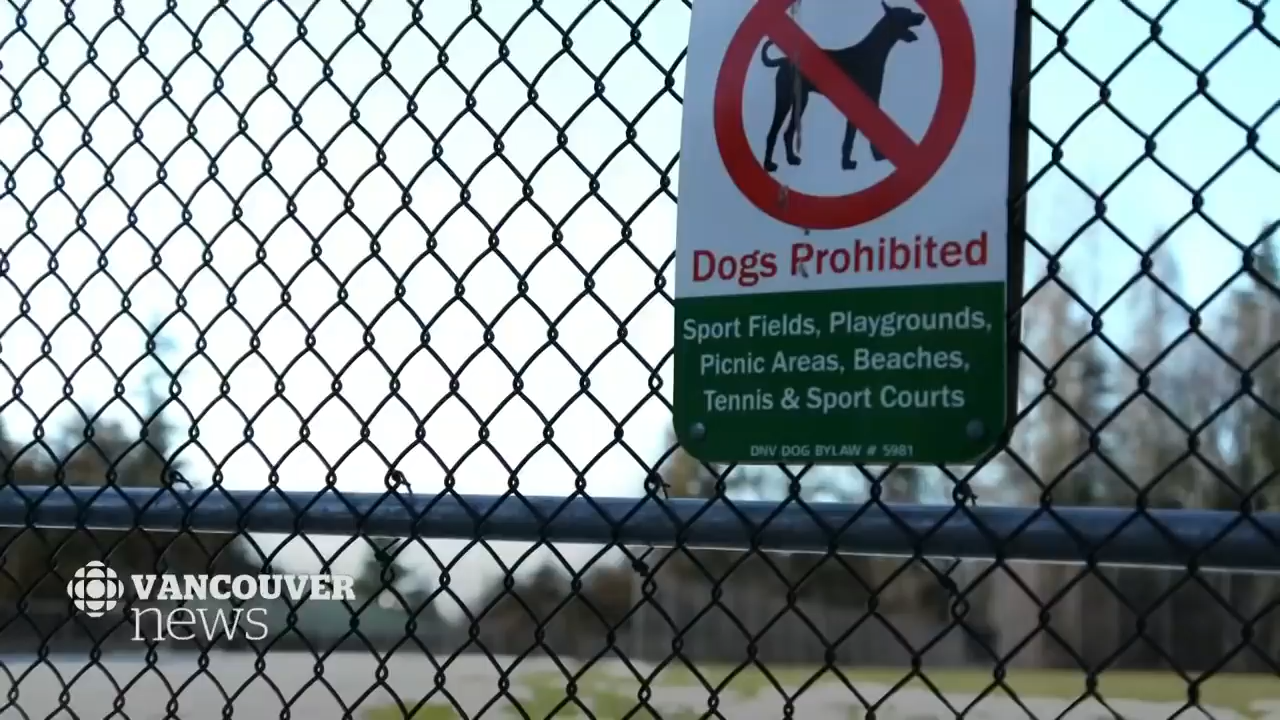 Dogs Prohibited
Sport Fields, Playgrounds,
Picnic Areas, Beaches,
Tennis & Sport Courts
DNV DOG BYLAW # 5981
VANCOUVER
news